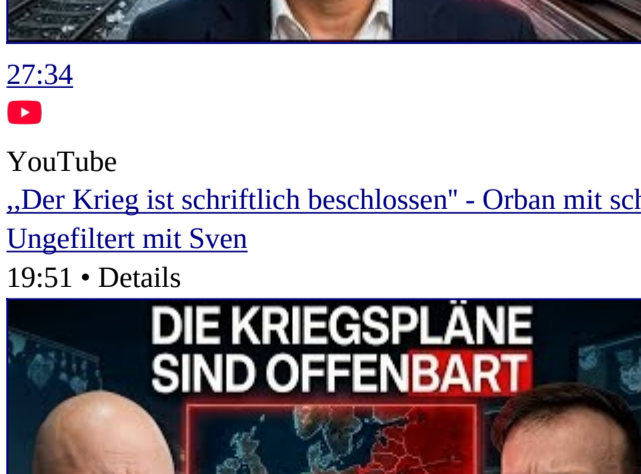 27:34
YouTube
,,Der Krieg ist schriftlich beschlossen" - Orban mit
Ungefiltert mit Sven
19:51 • Details
DIE KRIEGSPLÄNE
SIND OFFENBART